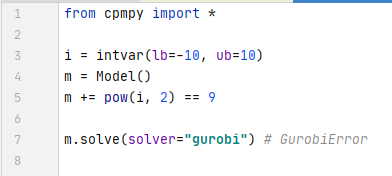 1 from cpmpy import *
2
3 i = intvar(lb=-10, ub=10)
4 m = Model()
5 m += pow(i, 2) == 9
6
7 m.solve(solver="gurobi") # GurobiError
8